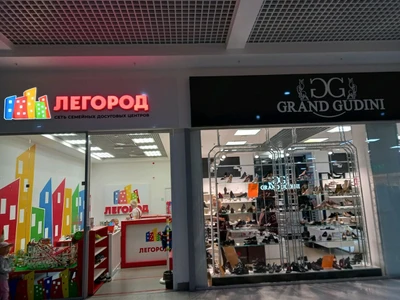 ЛЕГОРОД
СЕТЬ СЕМЕЙНЫХ ДОСУГОВЫХ ЦЕНТРОВ
GG
GRAND GUDINI
ЛЕГОРОД
GRAND GUDINI
ЛЕГОРОД